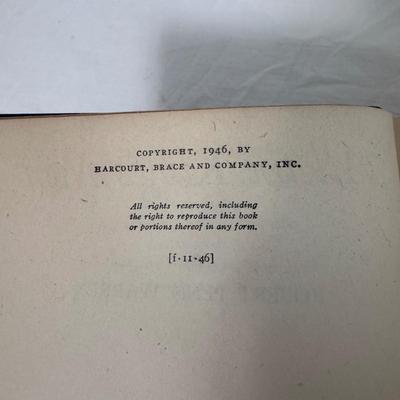 COPYRIGHT, 1946, BY
HARCOURT, BRACE AND COMPANY, INC.
All rights reserved, including
the right to reproduce this book
or portions thereof in any form.
[f·11·46]